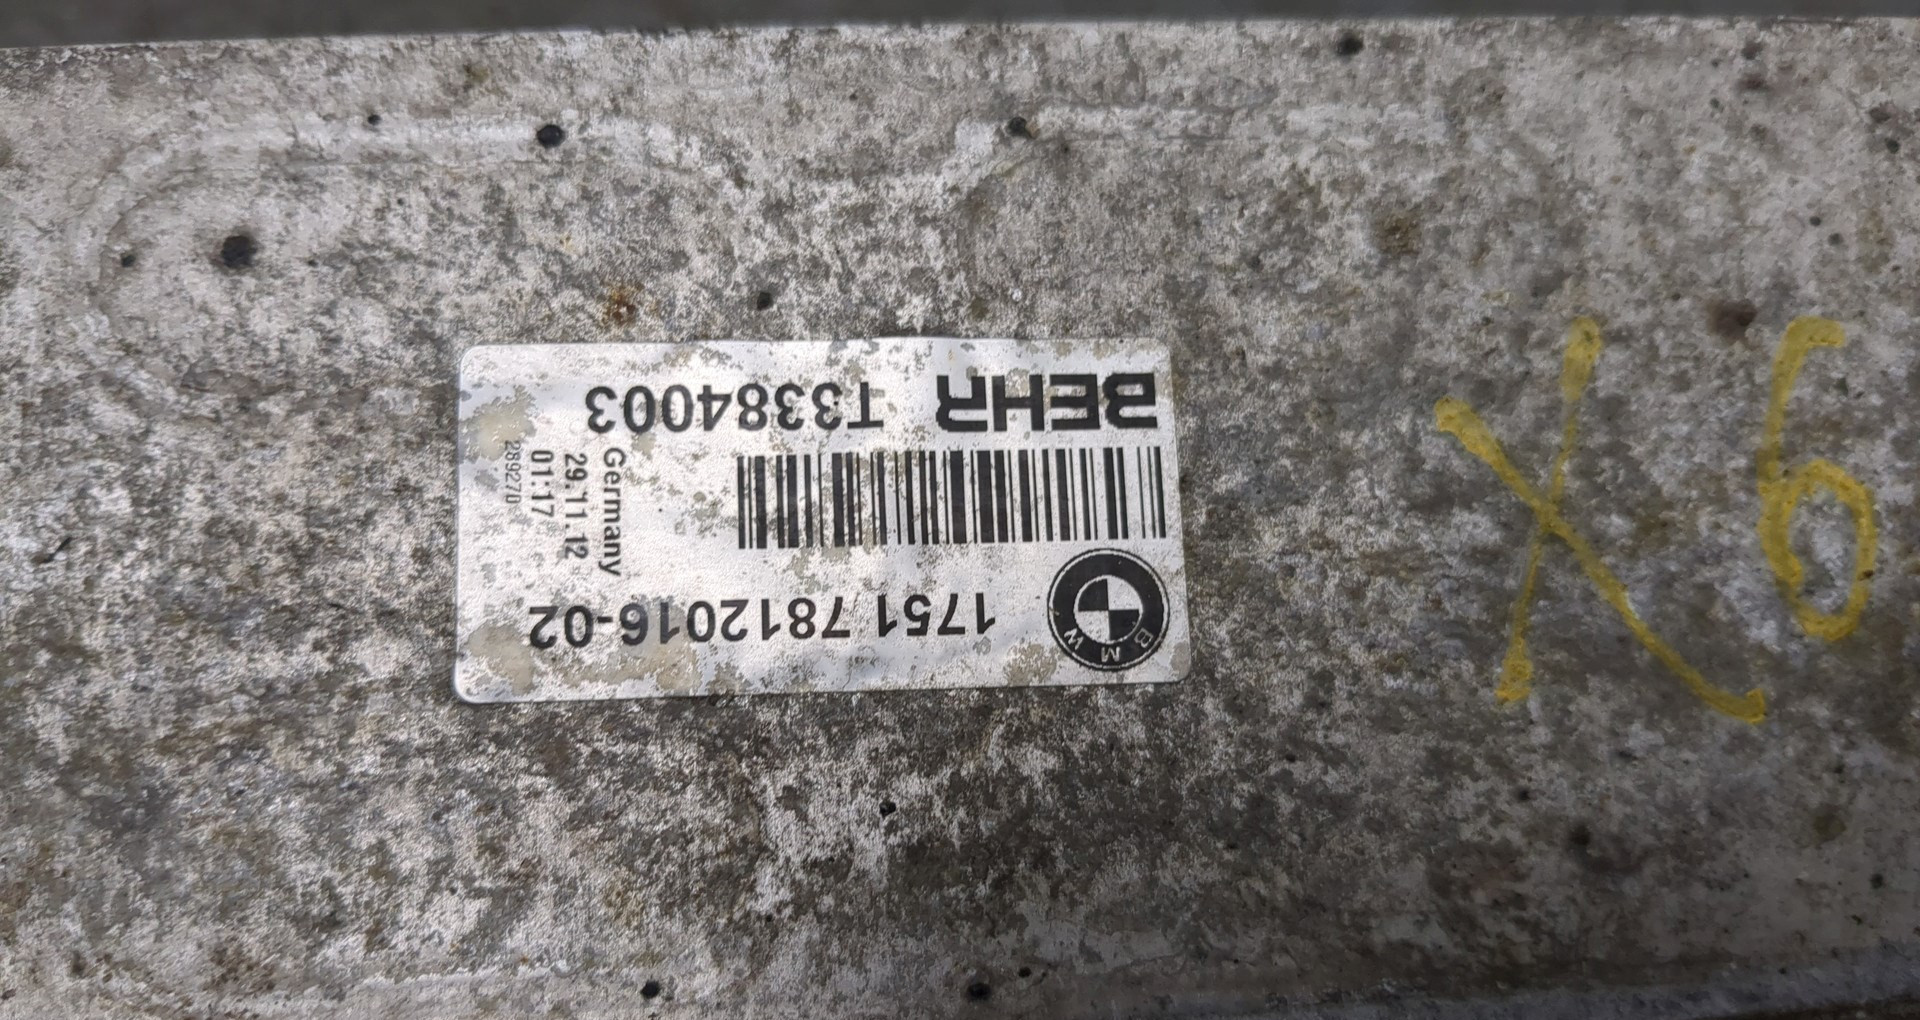 BMW
1751 7812016-02
BEHR T3384003
Germany
29.11.12
01:17
289270
X6